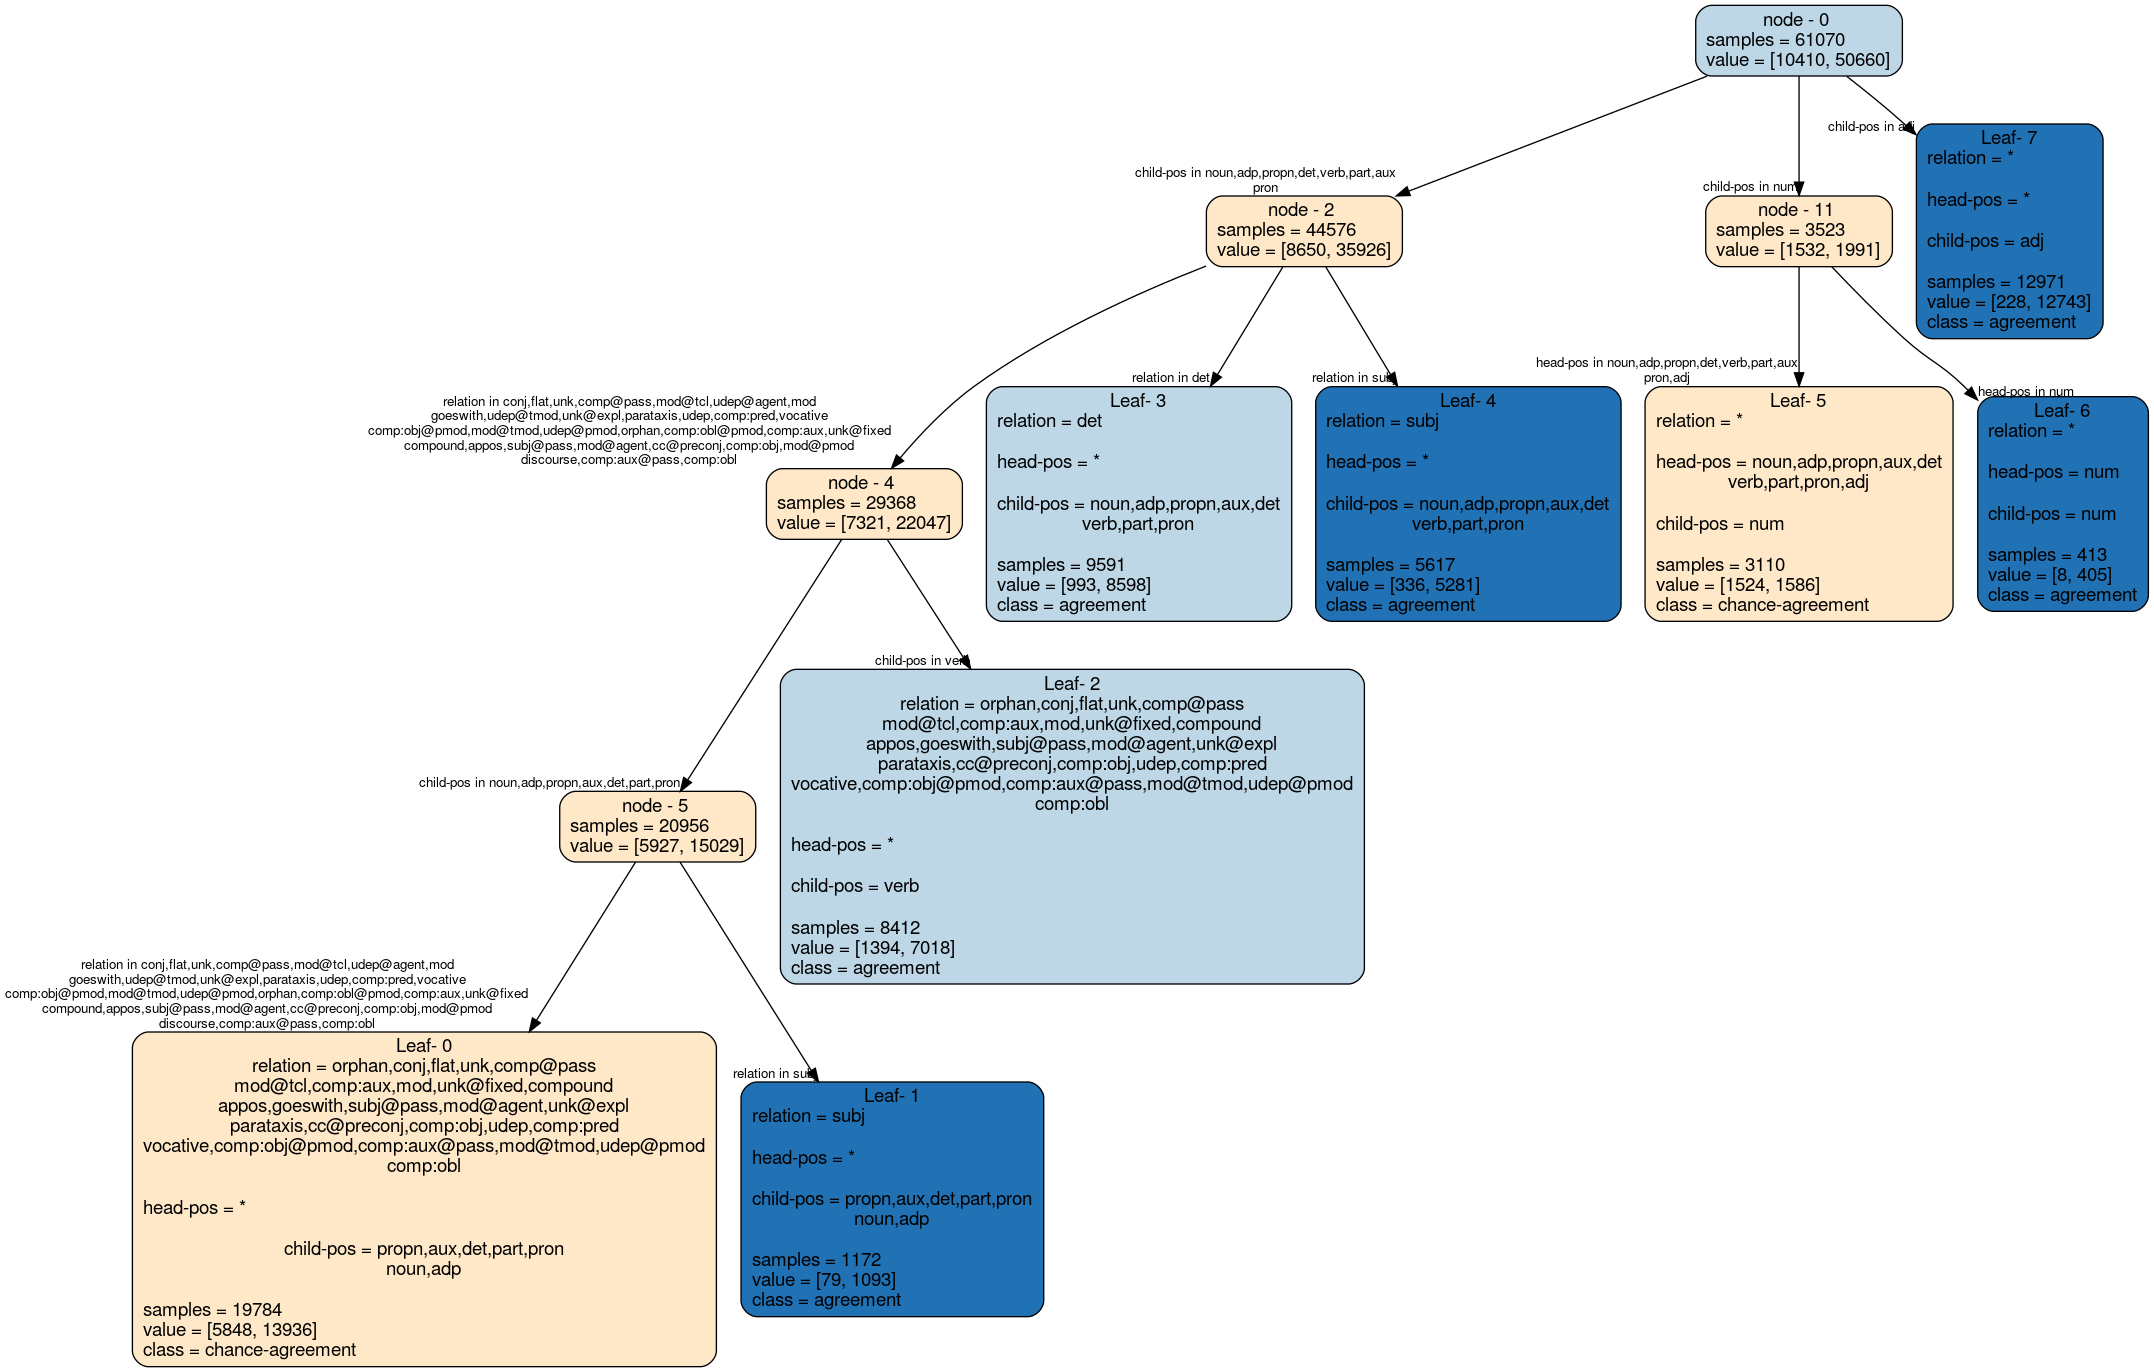 node - 0
samples = 61070
value = [10410, 50660]
child-pos in adj
Leaf- 7
relation = *
head-pos = *
child-pos = adj
samples = 12971
value = [228, 12743]
class = agreement
child-pos in noun,adp,propn,det,verb,part,aux
pron
node - 2
samples = 44576
value = [8650, 35926]
child-pos in num
node - 11
samples = 3523
value = [1532, 1991]
relation in conj,flat,unk,comp@pass,mod@tcl,udep@agent,mod
goeswith,udep@tmod,unk@expl,parataxis,udep,comp:pred,vocative
comp:obj@pmod,mod@tmod,udep@pmod,orphan,comp:obl@pmod,comp:aux,unk@fixed
compound,appos,subj@pass,mod@agent,cc@preconj,comp:obj,mod@pmod
discourse,comp:aux@pass,comp:obl
node - 4
samples = 29368
value = [7321, 22047]
relation in det
Leaf- 3
relation = det
head-pos = *
child-pos = noun,adp,propn,aux,det
verb,part,pron
samples = 9591
value = [993, 8598]
class = agreement
relation in subj
Leaf- 4
relation = subj
head-pos = *
child-pos = noun,adp,propn,aux,det
verb,part,pron
samples = 5617
value = [336, 5281]
class = agreement
head-pos in noun,adp,propn,det,verb,part,aux
pron,adj
Leaf- 5
relation = *
head-pos = noun,adp,propn,aux,det
verb,part,pron,adj
child-pos = num
samples = 3110
value = [1524, 1586]
class = chance-agreement
head-pos in num
Leaf- 6
relation = *
head-pos = num
child-pos = num
samples = 413
value = [8, 405]
class = agreement
child-pos in noun,adp,propn,aux,det,part,pron
node - 5
samples = 20956
value = [5927, 15029]
child-pos in verb
Leaf- 2
relation = orphan,conj,flat,unk,comp@pass
mod@tcl,comp:aux,mod,unk@fixed,compound
appos,goeswith,subj@pass,mod@agent,unk@expl
parataxis,cc@preconj,comp:obj,udep,comp:pred
vocative,comp:obj@pmod,comp:aux@pass,mod@tmod,udep@pmod
comp:obl
head-pos = *
child-pos = verb
samples = 8412
value = [1394, 7018]
class = agreement
relation in conj,flat,unk,comp@pass,mod@tcl,udep@agent,mod
goeswith,udep@tmod,unk@expl,parataxis,udep,comp:pred,vocative
comp:obj@pmod,mod@tmod,udep@pmod,orphan,comp:obl@pmod,comp:aux,unk@fixed
compound,appos,subj@pass,mod@agent,cc@preconj,comp:obj,mod@pmod
discourse,comp:aux@pass,comp:obl
Leaf- 0
relation = orphan,conj,flat,unk,comp@pass
mod@tcl,comp:aux,mod,unk@fixed,compound
appos,goeswith,subj@pass,mod@agent,unk@expl
parataxis,cc@preconj,comp:obj,udep,comp:pred
vocative,comp:obj@pmod,comp:aux@pass,mod@tmod,udep@pmod
comp:obl
head-pos = *
child-pos = propn,aux,det,part,pron
noun,adp
samples = 19784
value = [5848, 13936]
class = chance-agreement
relation in subj
Leaf- 1
relation = subj
head-pos = *
child-pos = propn,aux,det,part,pron
noun,adp
samples = 1172
value = [79, 1093]
class = agreement